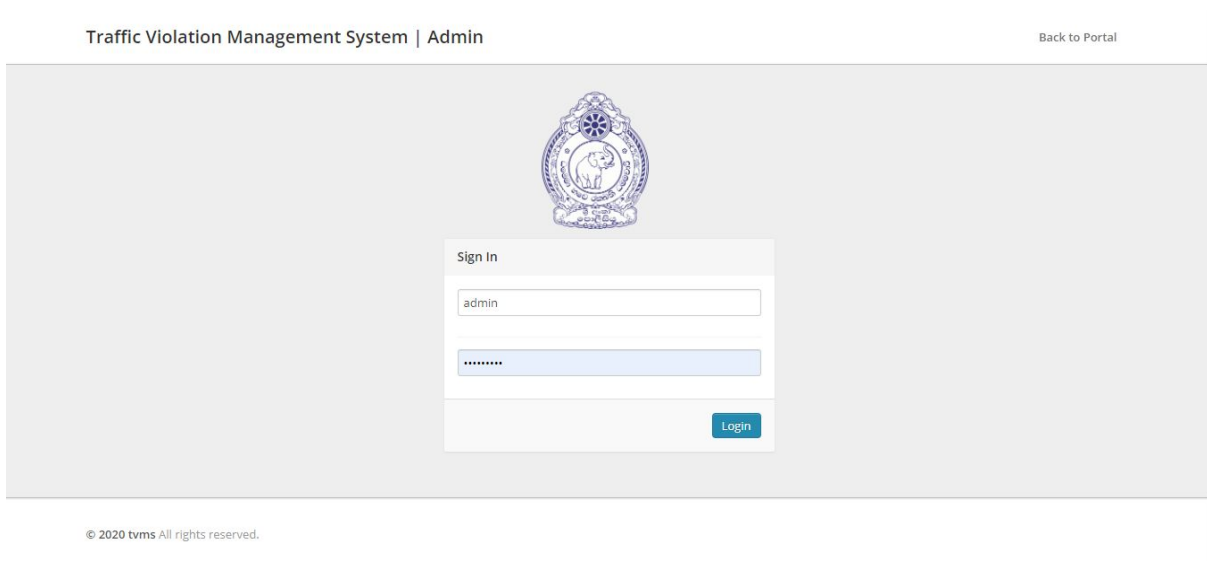 Traffic Violation Management System | Admin
Back to Portal
Sign In
admin
•••••••••
Login
© 2020 tvms All rights reserved.